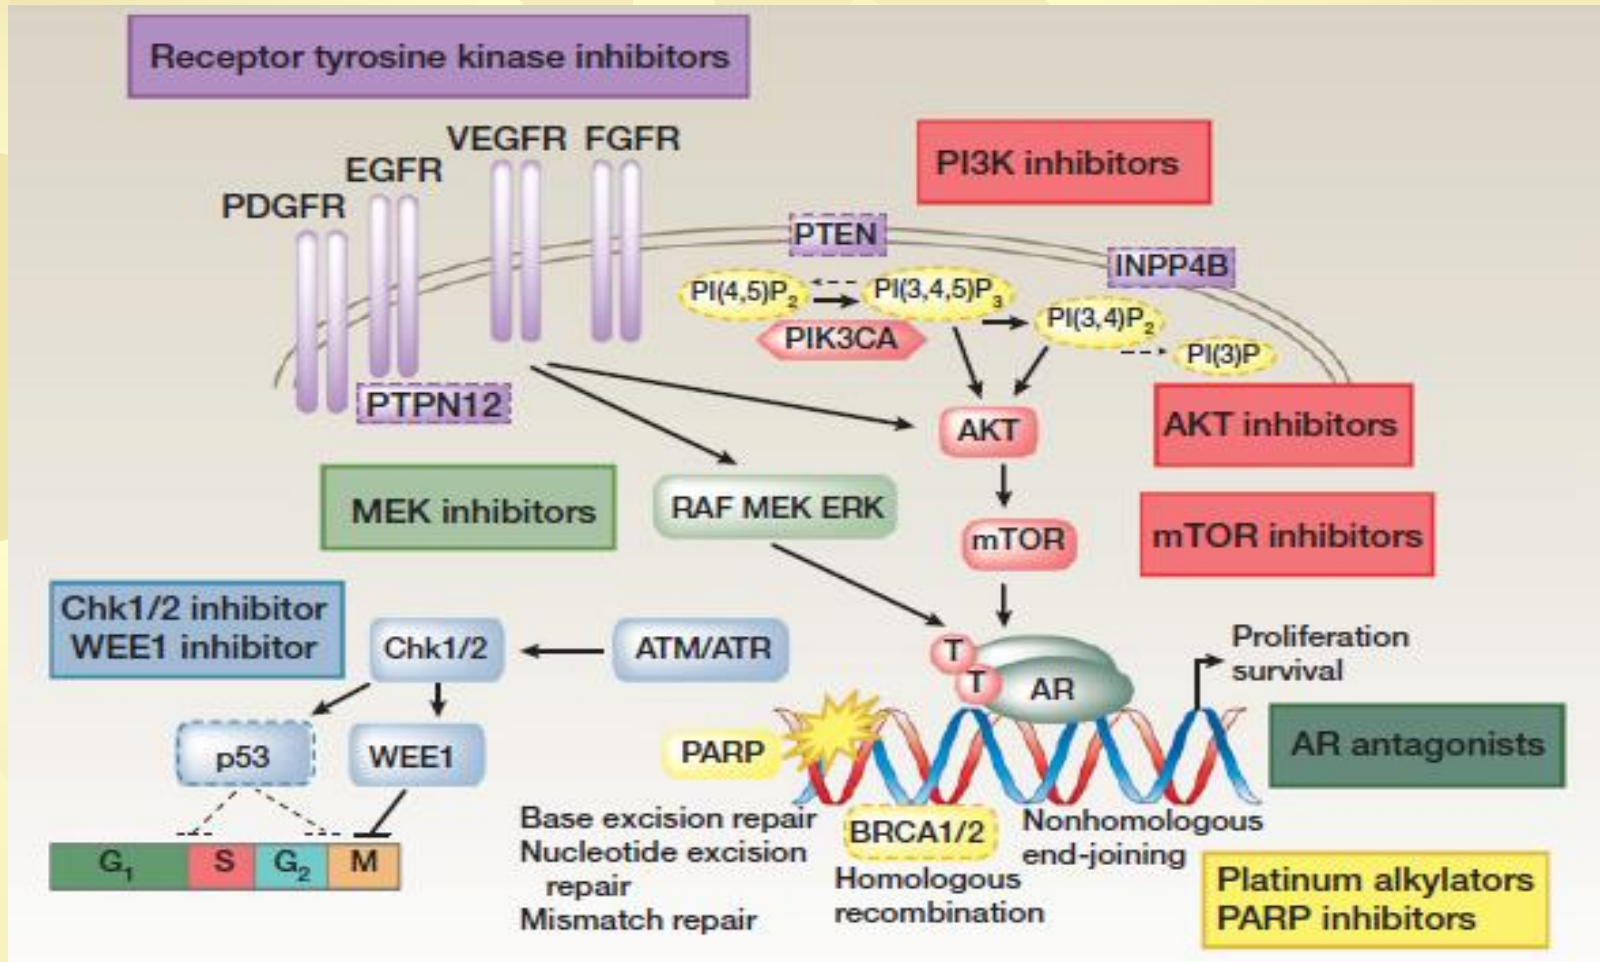 Receptor tyrosine kinase inhibitors
VEGFR FGFR
EGFR
PDGFR
PI3K inhibitors
PTEN
INPP4B
PI(4,5)P2
PI(3,4,5)P3
PI(3,4)P2
PI(3)P
PIK3CA
PTPN12
AKT
AKT inhibitors
MEK inhibitors
RAF MEK ERK
mTOR
mTOR inhibitors
Chk1/2 inhibitor
WEE1 inhibitor
Chk1/2
ATM/ATR
T
T
AR
Proliferation
survival
p53
WEE1
PARP
AR antagonists
G1
S
G2
M
Base excision repair
Nucleotide excision
repair
Mismatch repair
BRCA1/2
Homologous
recombination
Nonhomologous
end-joining
Platinum alkylators
PARP inhibitors